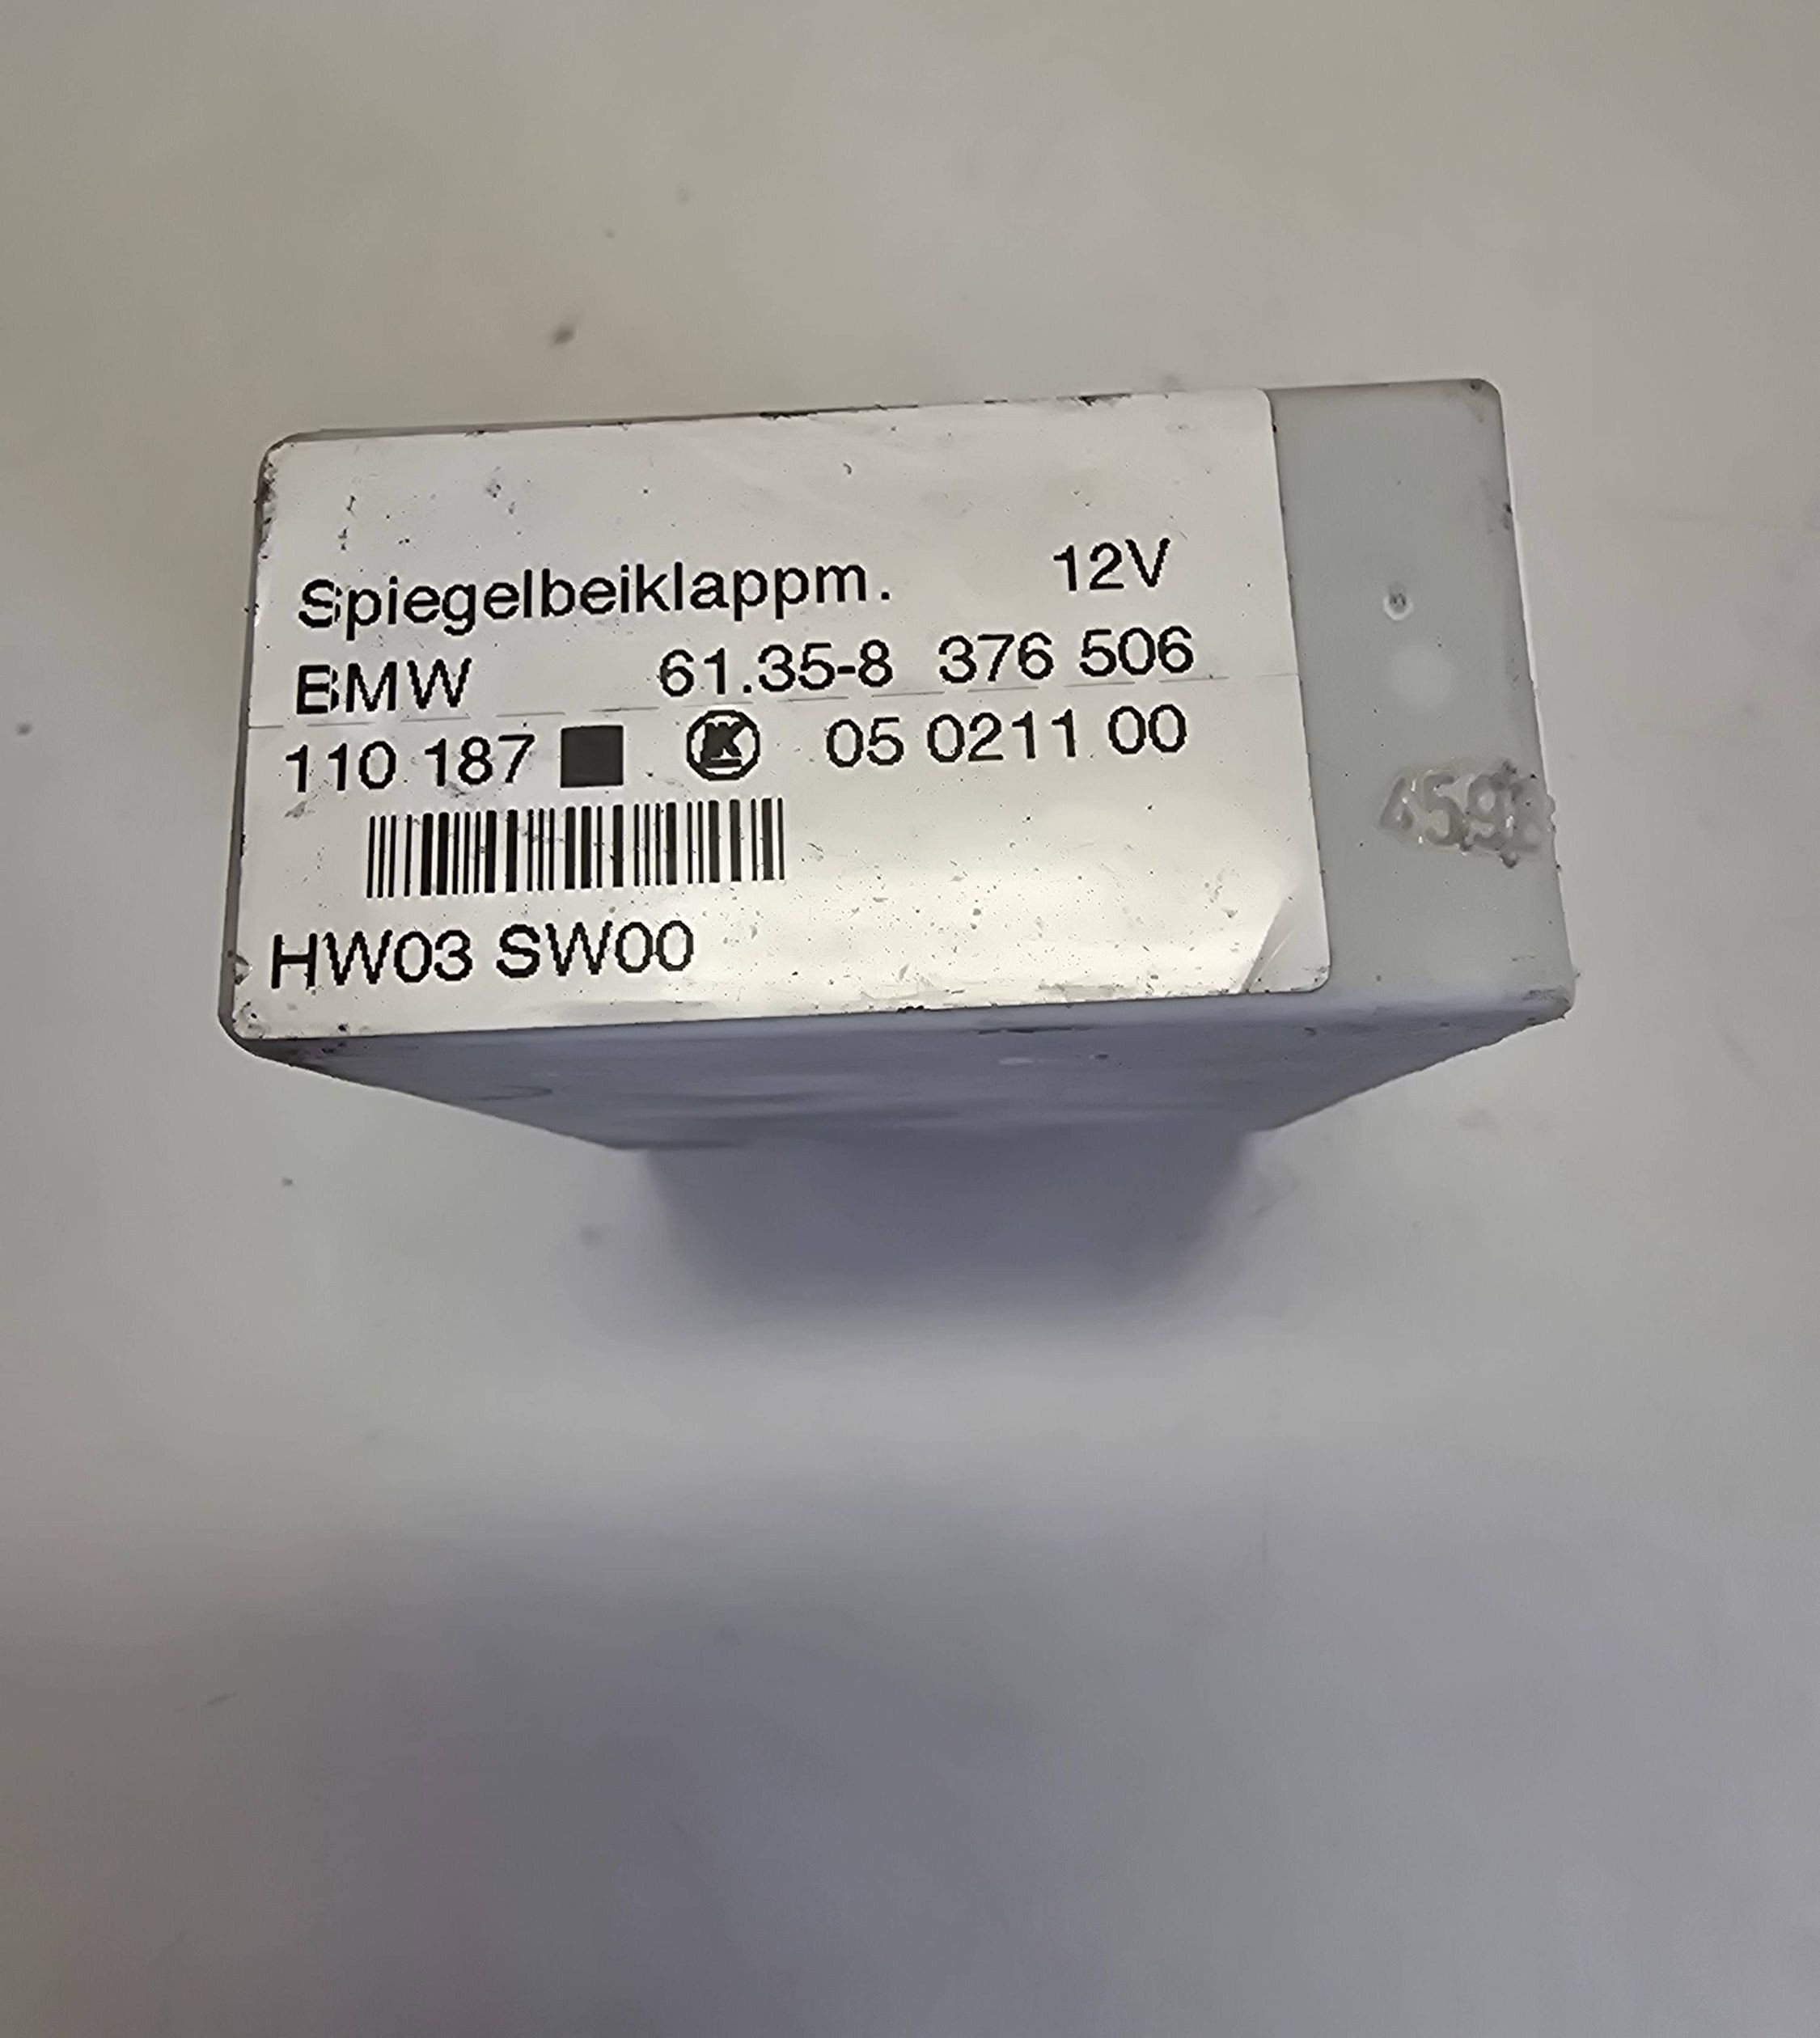 Spiegelbeiklappm. 12V
BMW 61.35-8 376 506
110 187 K 05 0211 00
HW03 SW00